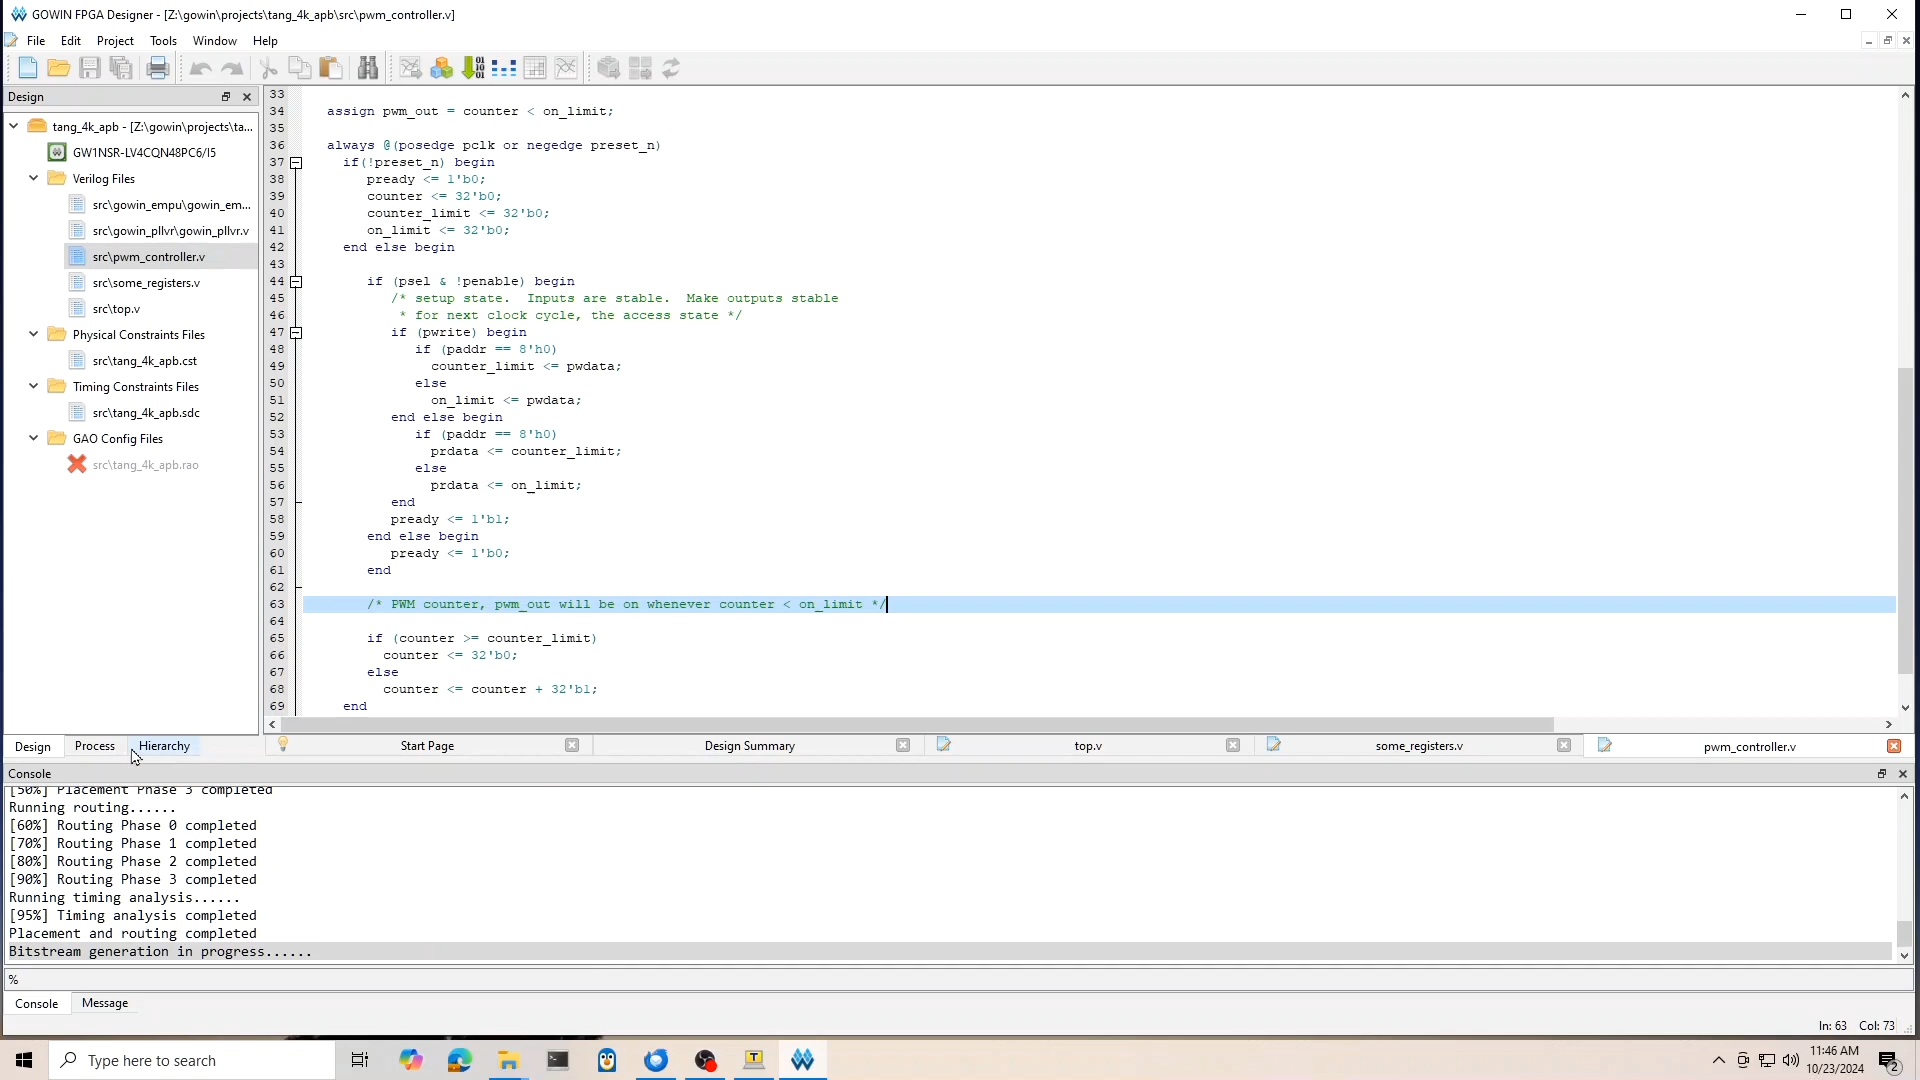 GOWIN FPGA Designer - [Z:\gowin\projects\tang_4k_apb\src\pwm_controller.v]
File Edit Project Tools Window Help
Design
tang_4k_apb - [Z:\gowin\projects\ta...
GW1NSR-LV4CQN48PC6/I5
Verilog Files
src\gowin_empu\gowin_em...
src\gowin_pllvr\gowin_pllvr.v
src\pwm_controller.v
src\some_registers.v
src\top.v
Physical Constraints Files
src\tang_4k_apb.cst
Timing Constraints Files
src\tang_4k_apb.sdc
GAO Config Files
src\tang_4k_apb.rao
Design Process Hierarchy
33
34 assign pwm_out = counter < on_limit;
35
36 always @(posedge pclk or negedge preset_n)
37 if(!preset_n) begin
38 pready <= 1'b0;
39 counter <= 32'b0;
40 counter_limit <= 32'b0;
41 on_limit <= 32'b0;
42 end else begin
43
44 if (psel & !penable) begin
45 /* setup state.  Inputs are stable.  Make outputs stable
46 * for next clock cycle, the access state */
47 if (pwrite) begin
48 if (paddr == 8'h0)
49 counter_limit <= pwdata;
50 else
51 on_limit <= pwdata;
52 end else begin
53 if (paddr == 8'h0)
54 prdata <= counter_limit;
55 else
56 prdata <= on_limit;
57 end
58 pready <= 1'b1;
59 end else begin
60 pready <= 1'b0;
61 end
62
63 /* PWM counter, pwm_out will be on whenever counter < on_limit */
64
65 if (counter >= counter_limit)
66 counter <= 32'b0;
67 else
68 counter <= counter + 32'b1;
69 end
Start Page Design Summary top.v some_registers.v pwm_controller.v
Console
[50%] Placement Phase 3 completed
Running routing......
[60%] Routing Phase 0 completed
[70%] Routing Phase 1 completed
[80%] Routing Phase 2 completed
[90%] Routing Phase 3 completed
Running timing analysis......
[95%] Timing analysis completed
Placement and routing completed
Bitstream generation in progress......
%
Console Message
In: 63 Col: 73
Type here to search
11:46 AM
10/23/2024
2